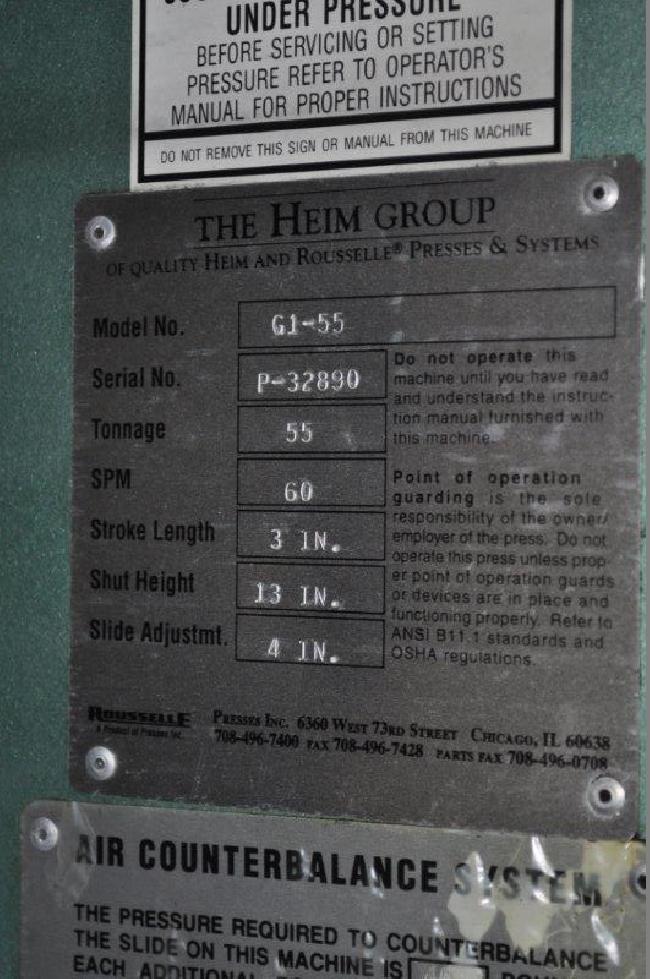 UNDER PRESSURE
BEFORE SERVICING OR SETTING
PRESSURE REFER TO OPERATOR'S
MANUAL FOR PROPER INSTRUCTIONS
DO NOT REMOVE THIS SIGN OR MANUAL FROM THIS MACHINE
THE HEIM GROUP
OF QUALITY HEIM AND ROUSSELLE® PRESSES & SYSTEMS
Model No. G1-55
Serial No. P-32890
Tonnage 55
SPM 60
Stroke Length 3 IN.
Shut Height 13 IN.
Slide Adjustmt. 4 IN.
Do not operate this
machine until you have read
and understand the instruc-
tion manual furnished with
this machine.
Point of operation
guarding is the sole
responsibility of the owner/
employer of the press. Do not
operate this press unless prop-
er point of operation guards
or devices are in place and
functioning properly. Refer to
ANSI B11.1 standards and
OSHA regulations.
ROUSSELLE
A Product of Presses Inc.
PRESSES INC. 6360 WEST 73RD STREET CHICAGO, IL 60638
708-496-7400 FAX 708-496-7428 PARTS FAX 708-496-0708
AIR COUNTERBALANCE SYSTEM
THE PRESSURE REQUIRED TO COUNTERBALANCE
THE SLIDE ON THIS MACHINE IS
EACH ADDITIONAL